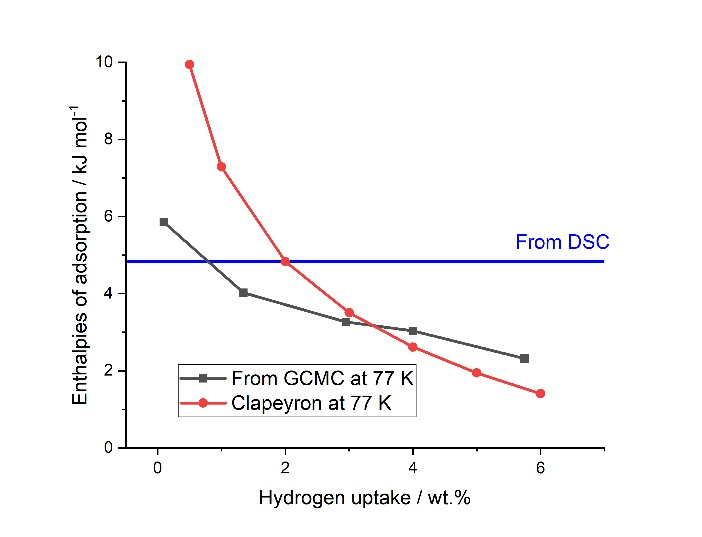 10
8
6
4
2
0
Enthalpies of adsorption / kJ mol⁻¹
From DSC
From GCMC at 77 K
Clapeyron at 77 K
0 2 4 6
Hydrogen uptake / wt.%